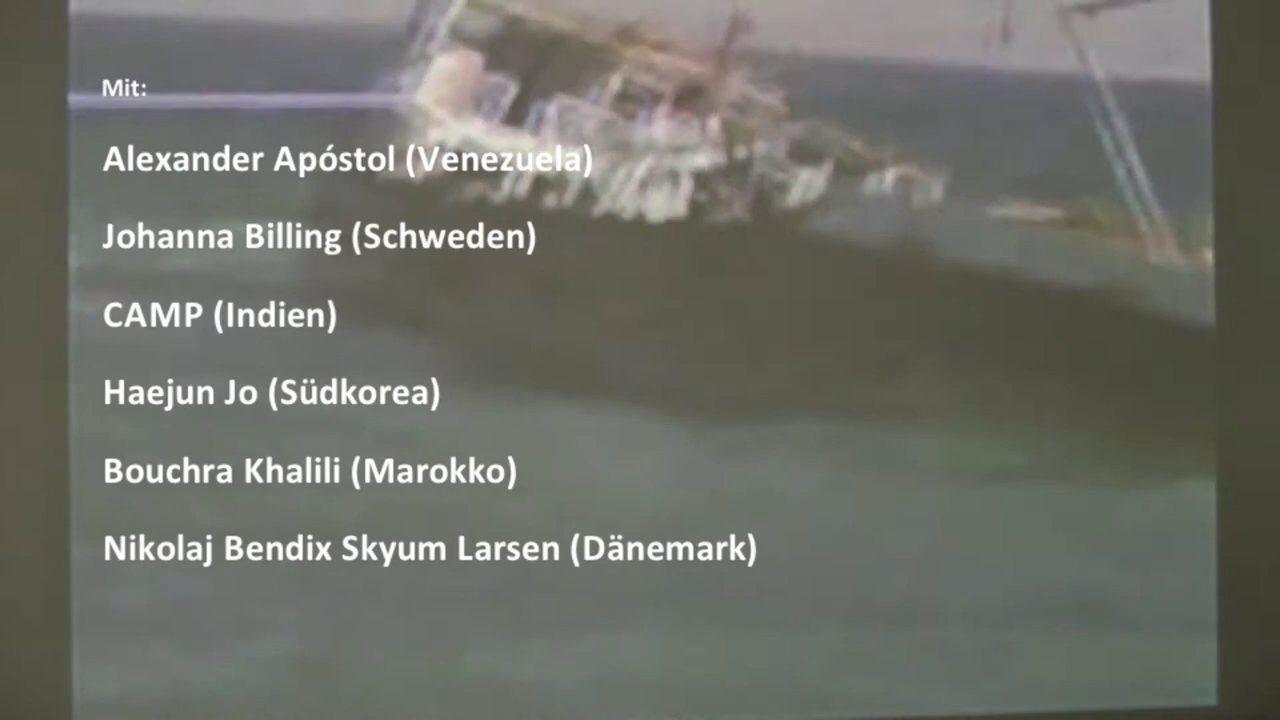 Mit:
Alexander Apóstol (Venezuela)
Johanna Billing (Schweden)
CAMP (Indien)
Haejun Jo (Südkorea)
Bouchra Khalili (Marokko)
Nikolaj Bendix Skyum Larsen (Dänemark)